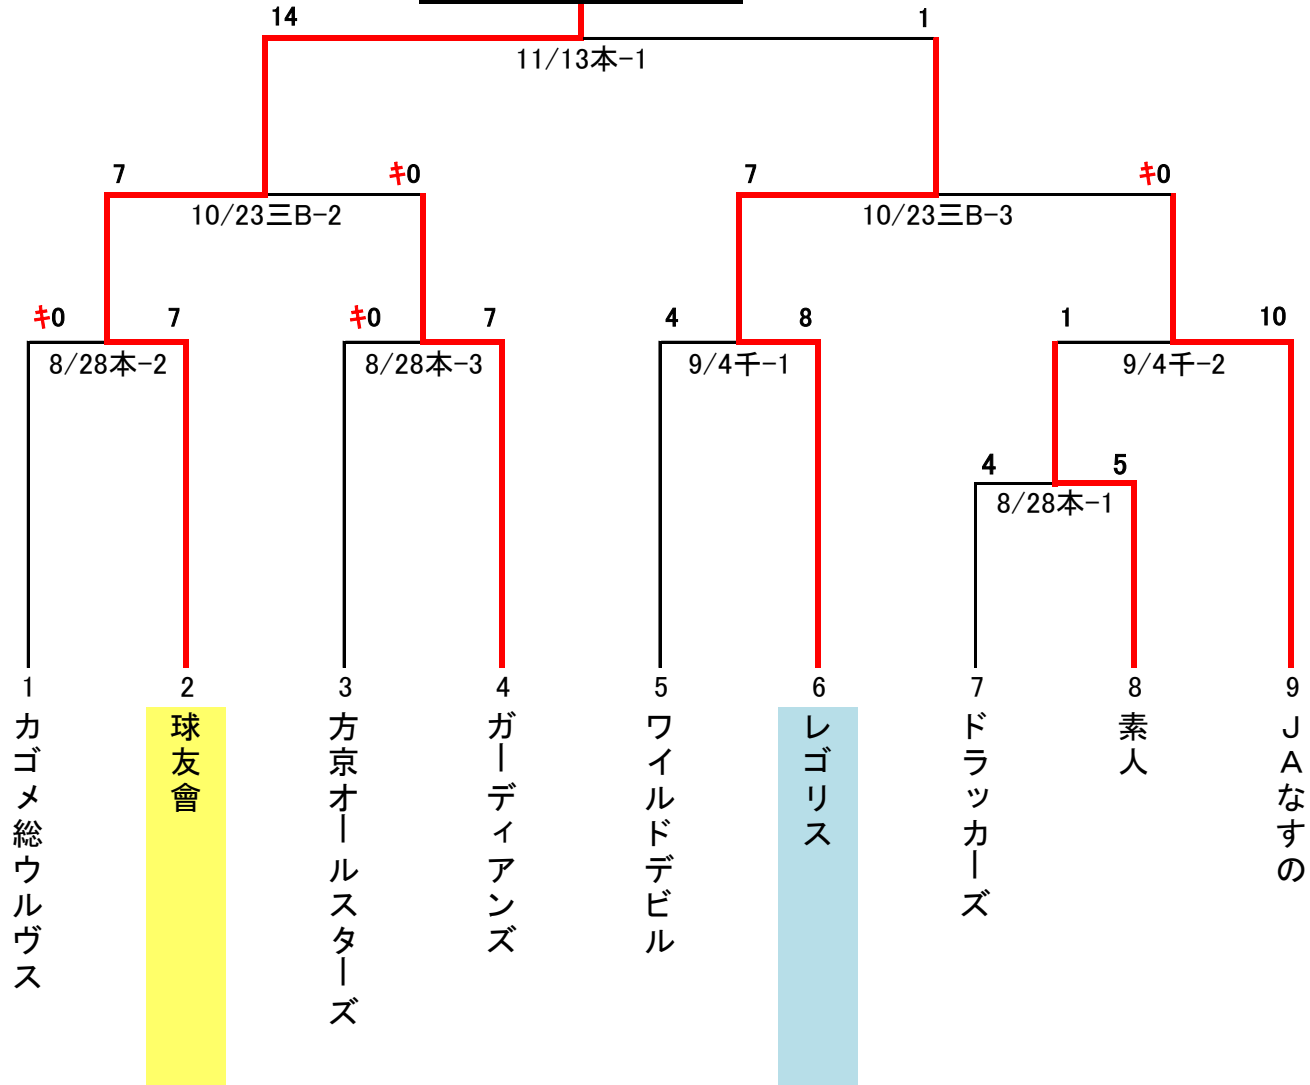 14 1
11/13本-1
7 キ0 7 キ0
10/23三B-2 10/23三B-3
キ0 7 キ0 7 4 8 1 10
8/28本-2 8/28本-3 9/4千-1 9/4千-2
4 5
8/28本-1
1 2 3 4 5 6 7 8 9
カゴメ総ウルヴス
球友會
方京オールスターズ
ガーディアンズ
ワイルドデビル
レゴリス
ドラッカーズ
素人
JAなすの